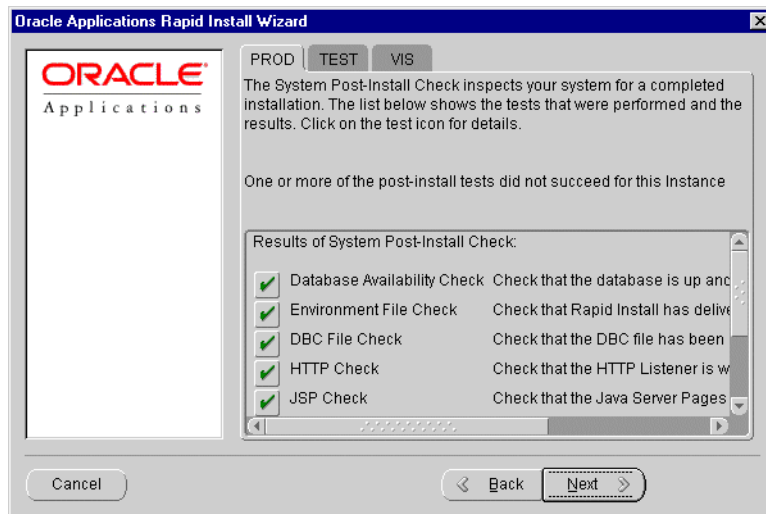 Oracle Applications Rapid Install Wizard
ORACLE
Applications
PROD TEST VIS
The System Post-Install Check inspects your system for a completed
installation. The list below shows the tests that were performed and the
results. Click on the test icon for details.
One or more of the post-install tests did not succeed for this Instance
Results of System Post-Install Check:
Database Availability Check Check that the database is up and
Environment File Check Check that Rapid Install has delive
DBC File Check Check that the DBC file has been
HTTP Check Check that the HTTP Listener is w
JSP Check Check that the Java Server Pages
Cancel Back Next